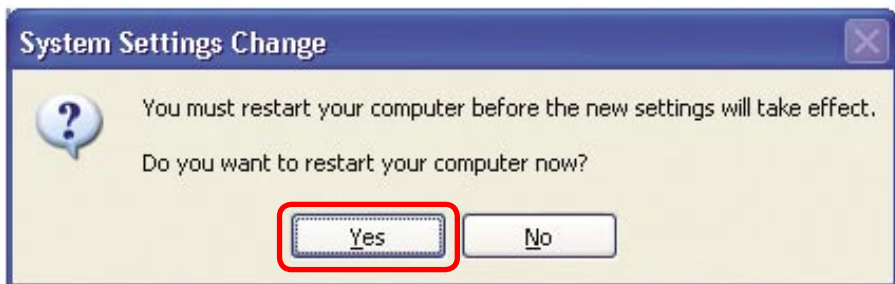 System Settings Change
You must restart your computer before the new settings will take effect.
Do you want to restart your computer now?
Yes
No